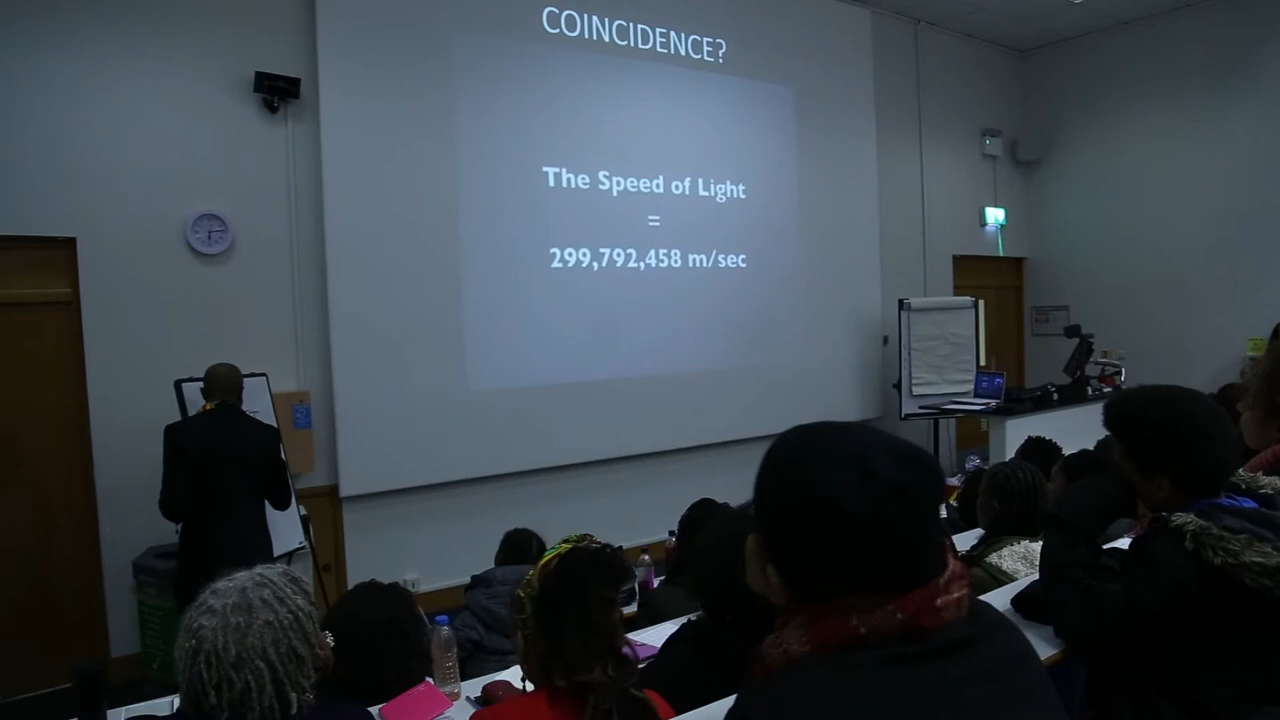 COINCIDENCE?
The Speed of Light
=
299,792,458 m/sec